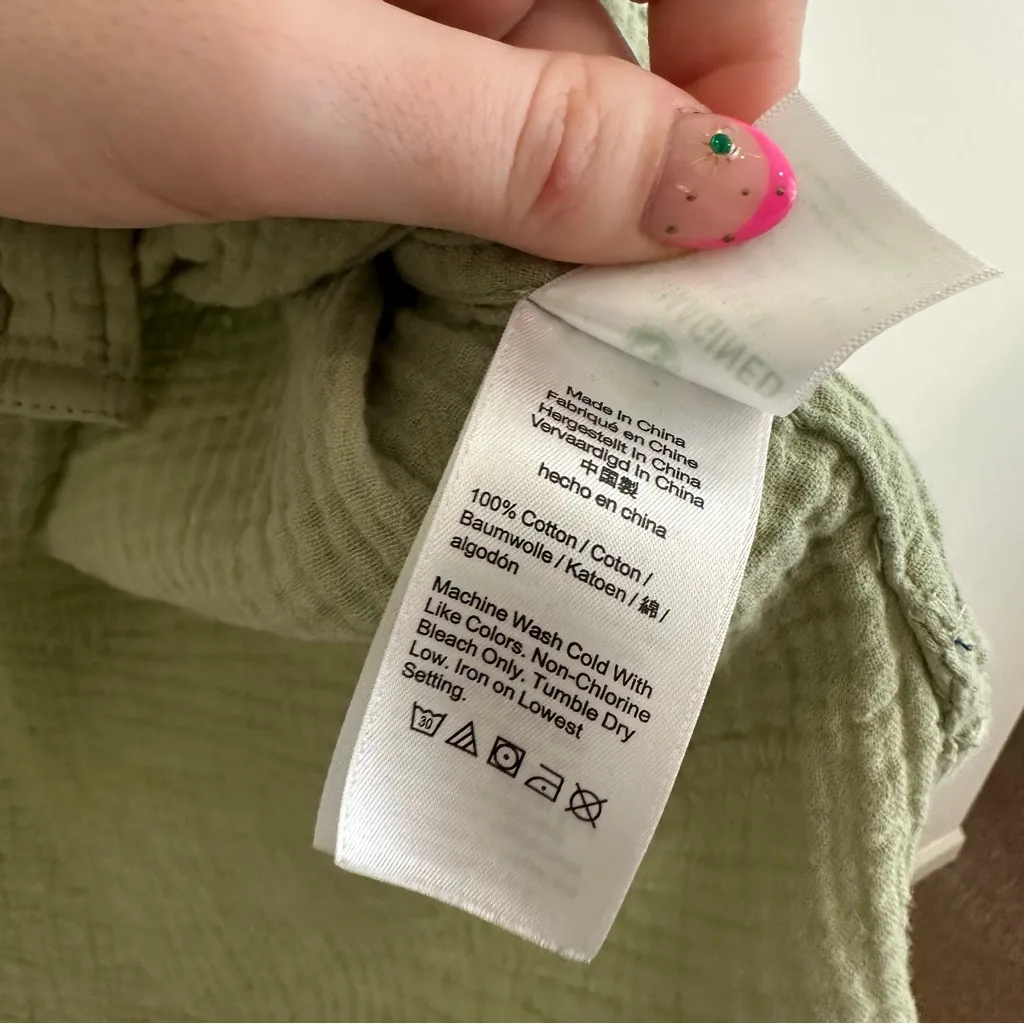 Made In China
Fabriqué en Chine
Hergestellt In China
Vervaardigd In China
中国製
hecho en china
100% Cotton / Coton /
Baumwolle / Katoen / 綿 /
algodón
Machine Wash Cold With
Like Colors. Non-Chlorine
Bleach Only. Tumble Dry
Low. Iron on Lowest
Setting.
30